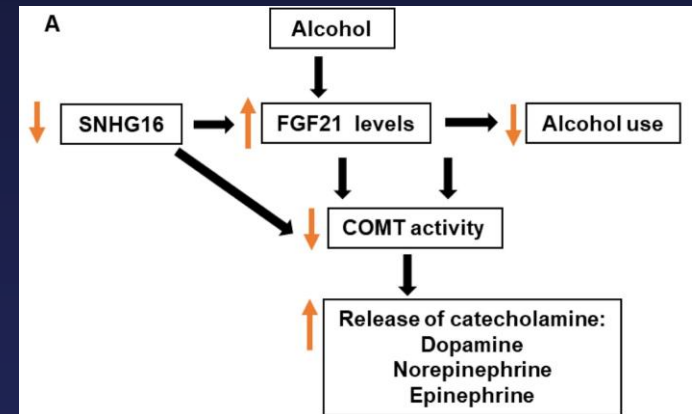 A
Alcohol
SNHG16
FGF21 levels
Alcohol use
COMT activity
Release of catecholamine:
Dopamine
Norepinephrine
Epinephrine